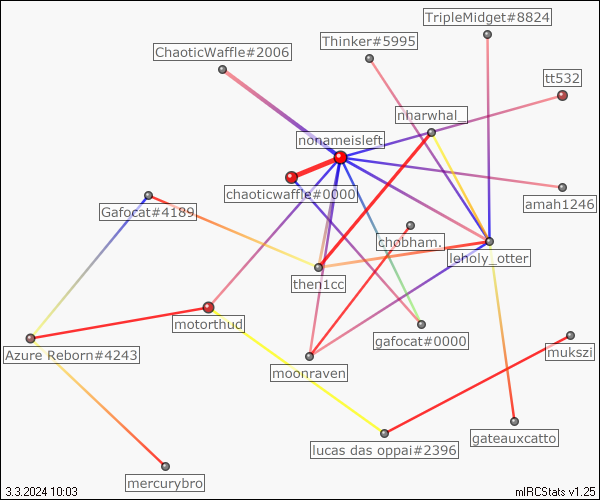 TripleMidget#8824
Thinker#5995
ChaoticWaffle#2006
tt532
nharwhal_
nonameisleft
chaoticwaffle#0000
amah1246
Gafocat#4189
chobham.
leholy_otter
then1cc
motorthud
gafocat#0000
mukszi
Azure Reborn#4243
moonraven
gateauxcatto
lucas das oppai#2396
mercurybro
3.3.2024 10:03
mIRCStats v1.25